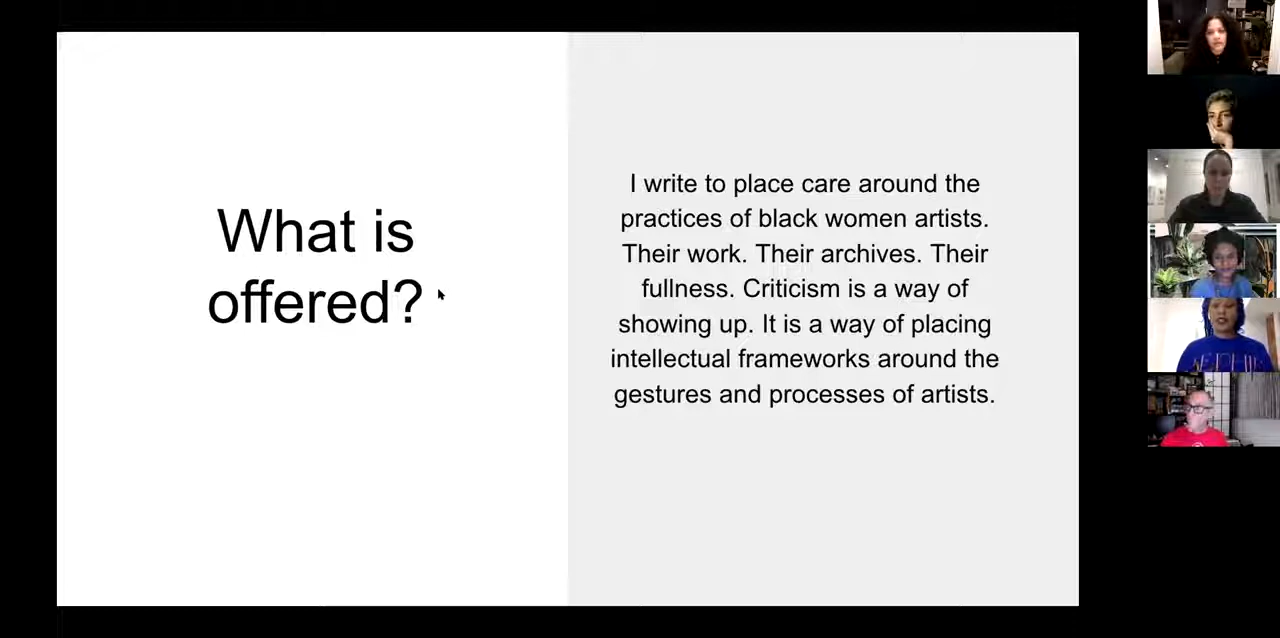 What is
offered?
I write to place care around the
practices of black women artists.
Their work. Their archives. Their
fullness. Criticism is a way of
showing up. It is a way of placing
intellectual frameworks around the
gestures and processes of artists.